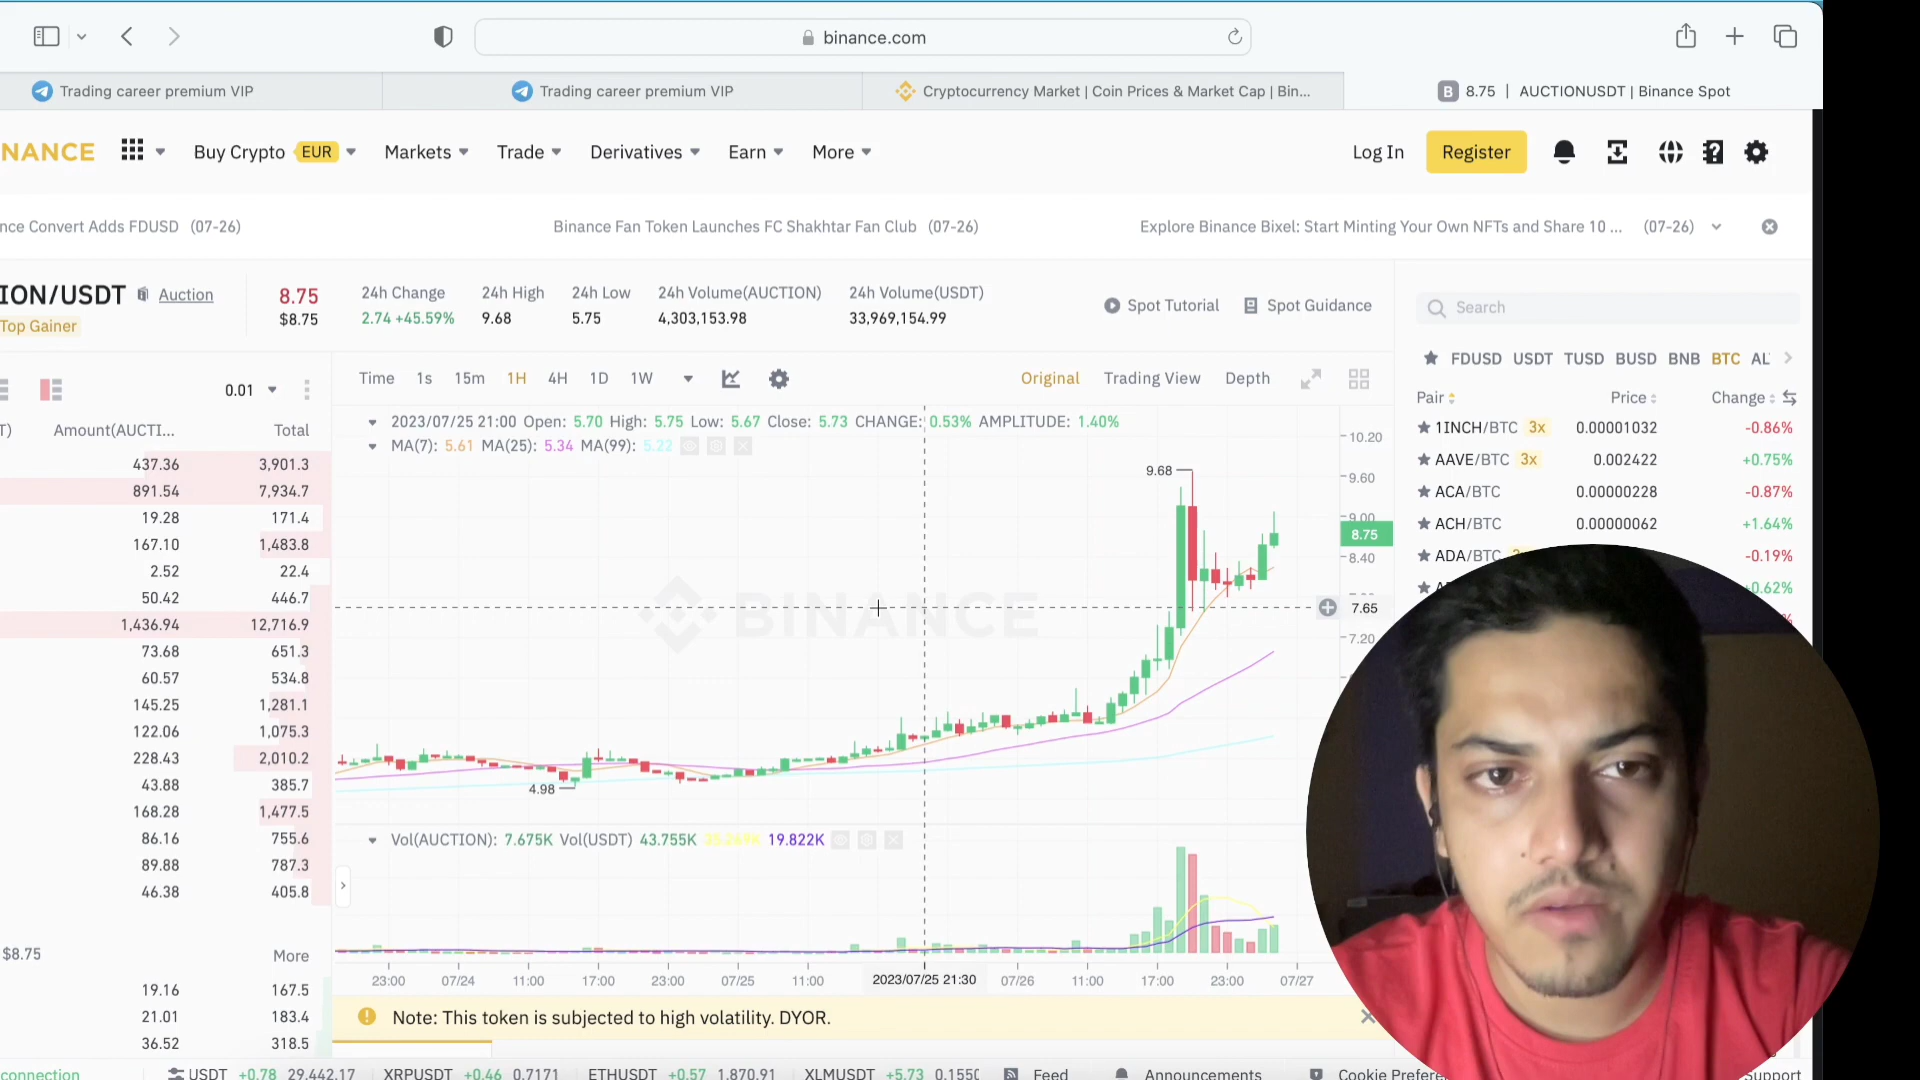 binance.com
Trading career premium VIP
Trading career premium VIP
Cryptocurrency Market | Coin Prices & Market Cap | Bin...
B 8.75 | AUCTIONUSDT | Binance Spot
NANCE
Buy Crypto EUR
Markets
Trade
Derivatives
Earn
More
Log In
Register
nce Convert Adds FDUSD (07-26)
Binance Fan Token Launches FC Shakhtar Fan Club (07-26)
Explore Binance Bixel: Start Minting Your Own NFTs and Share 10 ... (07-26)
ION/USDT
Auction
Top Gainer
8.75
$8.75
24h Change
2.74 +45.59%
24h High
9.68
24h Low
5.75
24h Volume(AUCTION)
4,303,153.98
24h Volume(USDT)
33,969,154.99
Spot Tutorial
Spot Guidance
0.01
T) Amount(AUCTI... Total
437.36 3,901.3
891.54 7,934.7
19.28 171.4
167.10 1,483.8
2.52 22.4
50.42 446.7
1,436.94 12,716.9
73.68 651.3
60.57 534.8
145.25 1,281.1
122.06 1,075.3
228.43 2,010.2
43.88 385.7
168.28 1,477.5
86.16 755.6
89.88 787.3
46.38 405.8
$8.75 More
19.16 167.5
21.01 183.4
36.52 318.5
Time 1s 15m 1H 4H 1D 1W
Original Trading View Depth
2023/07/25 21:00 Open: 5.70 High: 5.75 Low: 5.67 Close: 5.73 CHANGE: 0.53% AMPLITUDE: 1.40%
MA(7): 5.61 MA(25): 5.34 MA(99): 5.22
BINANCE
9.68
4.98
10.20
9.60
9.00
8.75
8.40
7.65
7.20
Vol(AUCTION): 7.675K Vol(USDT) 43.755K 19.822K
23:00 07/24 11:00 17:00 23:00 07/25 11:00 2023/07/25 21:30 07/26 11:00 17:00 23:00 07/27
Note: This token is subjected to high volatility. DYOR.
Search
FDUSD USDT TUSD BUSD BNB BTC AL
Pair Price Change
1INCH/BTC 3x 0.00001032 -0.86%
AAVE/BTC 3x 0.002422 +0.75%
ACA/BTC 0.00000228 -0.87%
ACH/BTC 0.00000062 +1.64%
ADA/BTC -0.19%
+0.62%
connection
USDT +0.78 29,442.17
XRPUSDT +0.46 0.7171
ETHUSDT +0.57 1,870.91
XLMUSDT +5.73 0.1550
Feed
Announcements
Cookie Prefere
Support